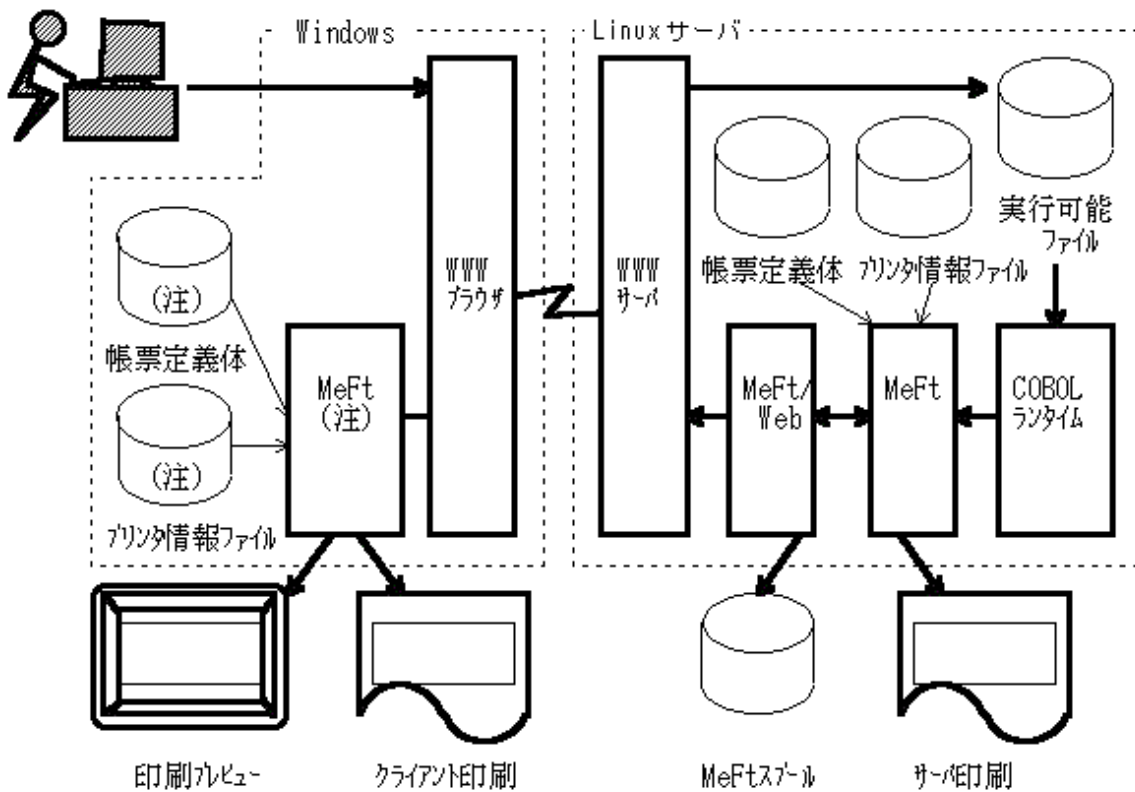 Windows
Linuxサーバ
実行可能
ファイル
帳票定義体
プリンタ情報ファイル
WWW
ブラウザ
WWW
サーバ
(注)
帳票定義体
(注)
プリンタ情報ファイル
MeFt
(注)
MeFt/
Web
MeFt
COBOL
ランタイム
印刷プレビュー
クライアント印刷
MeFtスプール
サーバ印刷